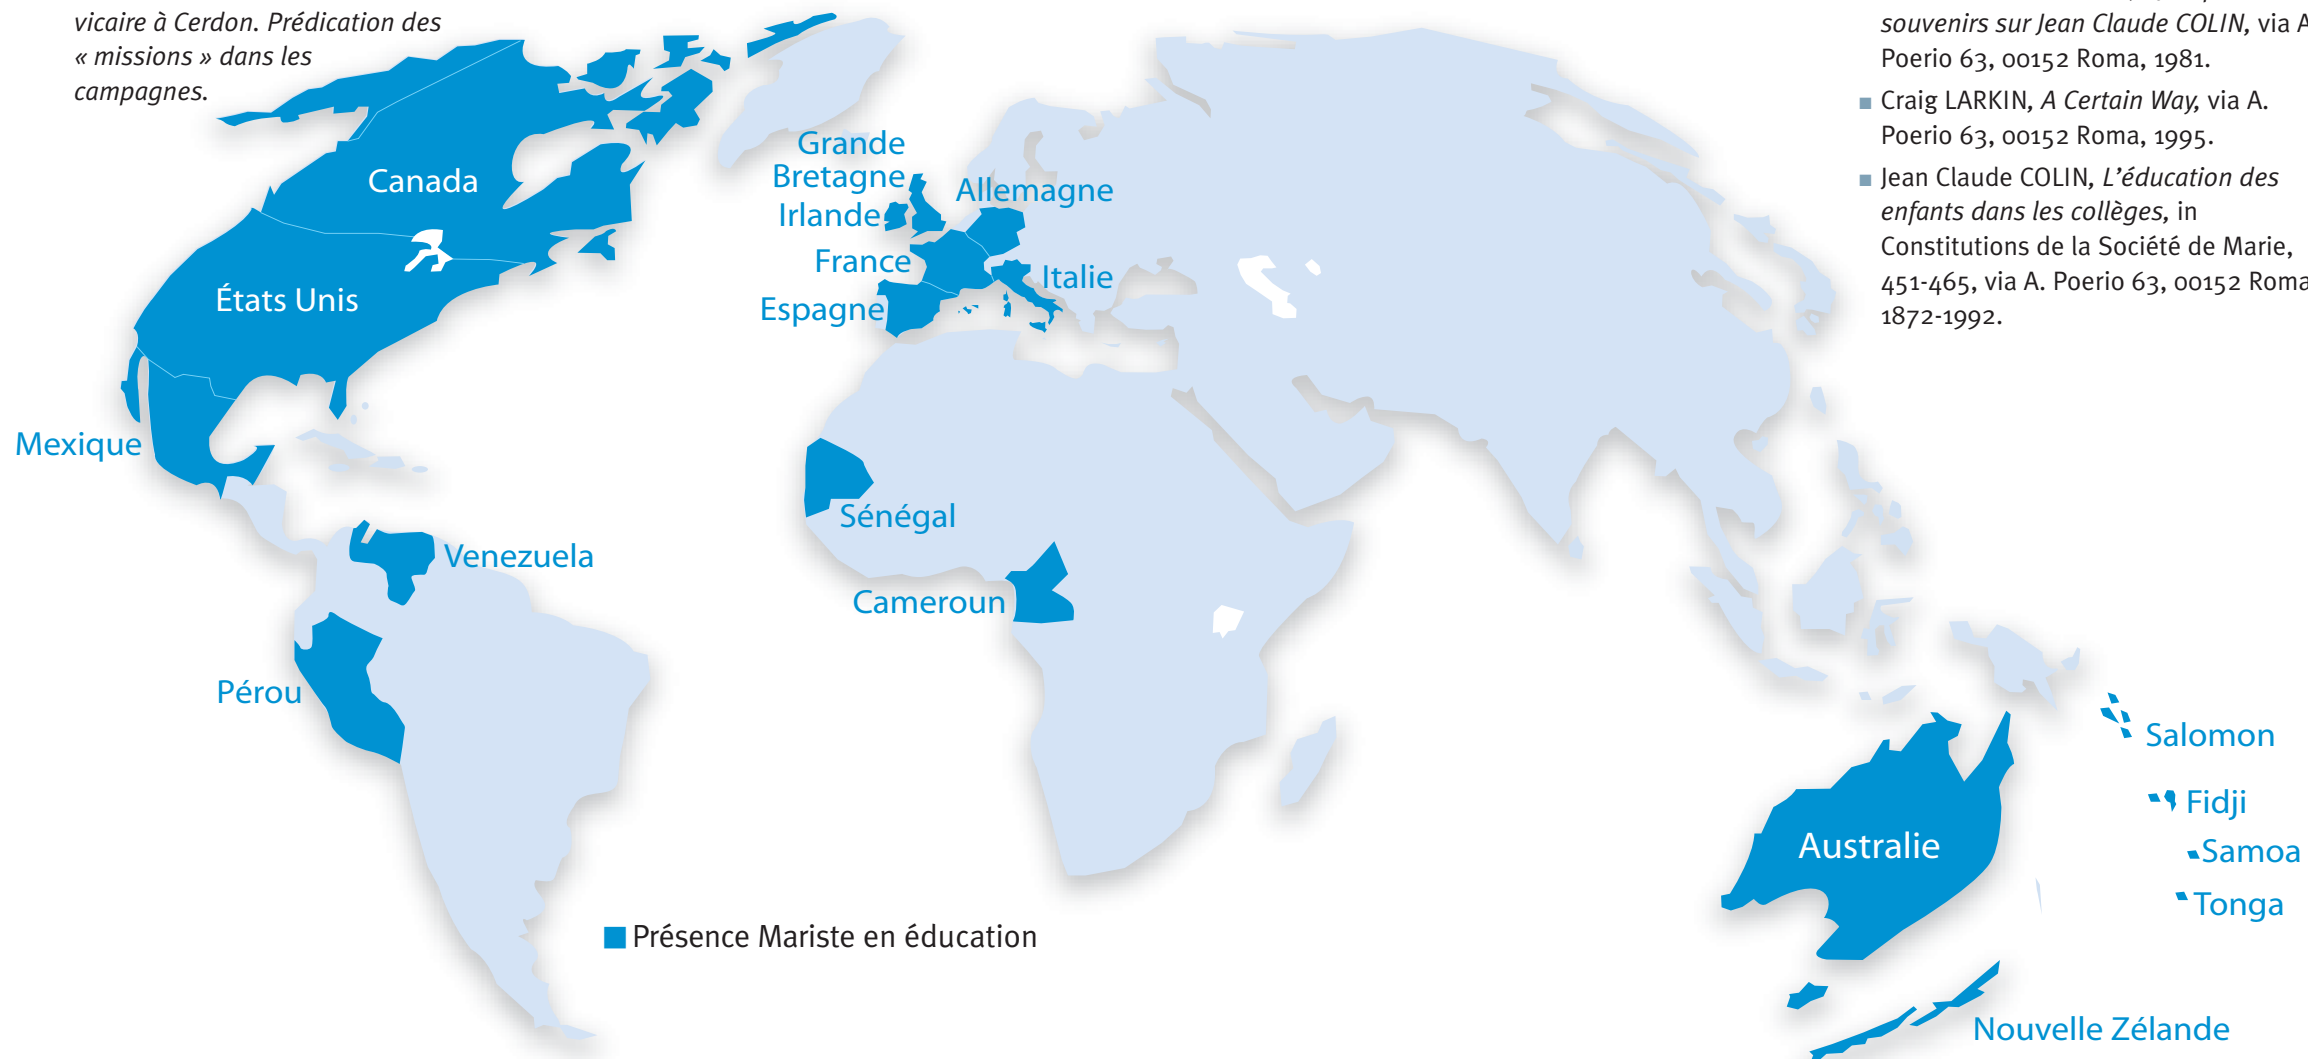 vicaire à Cerdon. Prédication des
« missions » dans les
campagnes.
souvenirs sur Jean Claude COLIN, via A
Poerio 63, 00152 Roma, 1981.
■ Craig LARKIN, A Certain Way, via A.
Poerio 63, 00152 Roma, 1995.
■ Jean Claude COLIN, L’éducation des
enfants dans les collèges, in
Constitutions de la Société de Marie,
451-465, via A. Poerio 63, 00152 Roma
1872-1992.
Canada
États Unis
Mexique
Venezuela
Pérou
Grande
Bretagne
Irlande
Allemagne
France
Italie
Espagne
Sénégal
Cameroun
Salomon
Fidji
Samoa
Tonga
Australie
Nouvelle Zélande
■ Présence Mariste en éducation